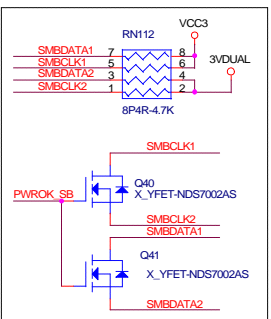 RN112
VCC3
3VDUAL
SMBDATA1 7 8
SMBCLK1 5 6
SMBDATA2 3 4
SMBCLK2 1 2
8P4R-4.7K
SMBCLK1
PWROK_SB
Q40
X_YFET-NDS7002AS
SMBCLK2
SMBDATA1
Q41
X_YFET-NDS7002AS
SMBDATA2